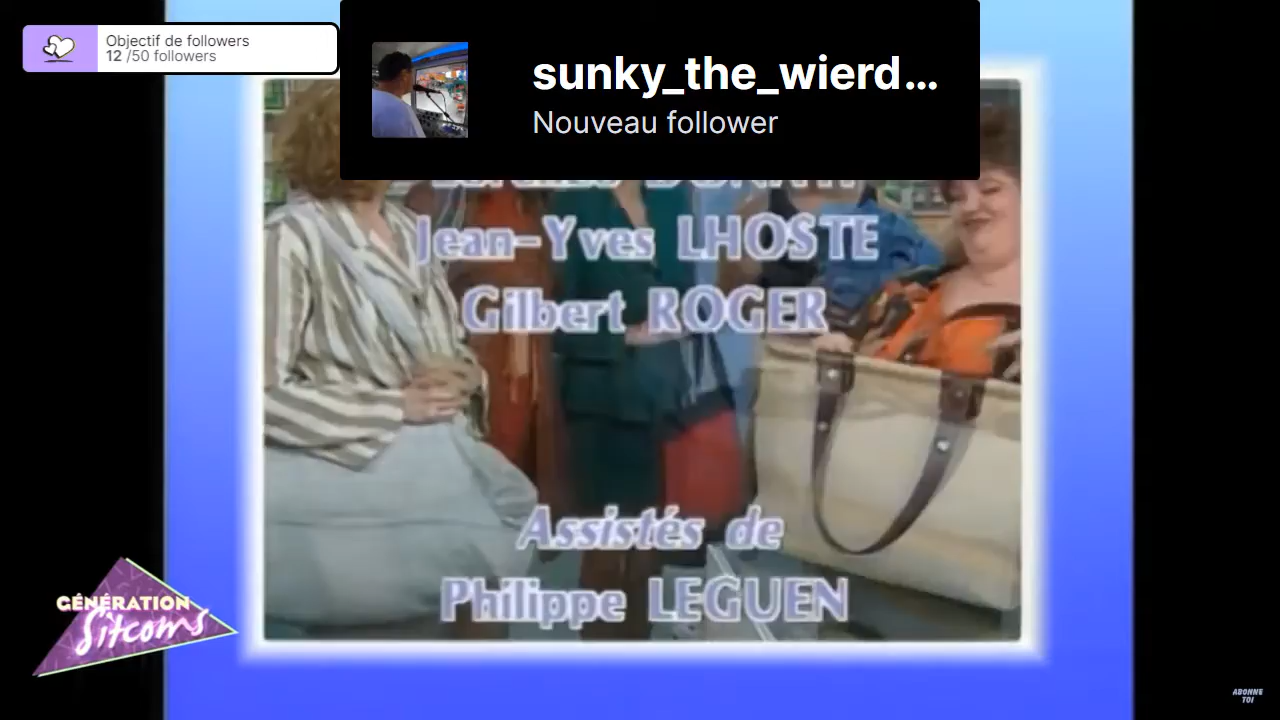 Objectif de followers
12 /50 followers
sunky_the_wierd...
Nouveau follower
Jean-Yves LHOSTE
Gilbert ROGER
Assistés de
Philippe LEGUEN
GÉNÉRATION
Sitcoms
ABONNE
TOI